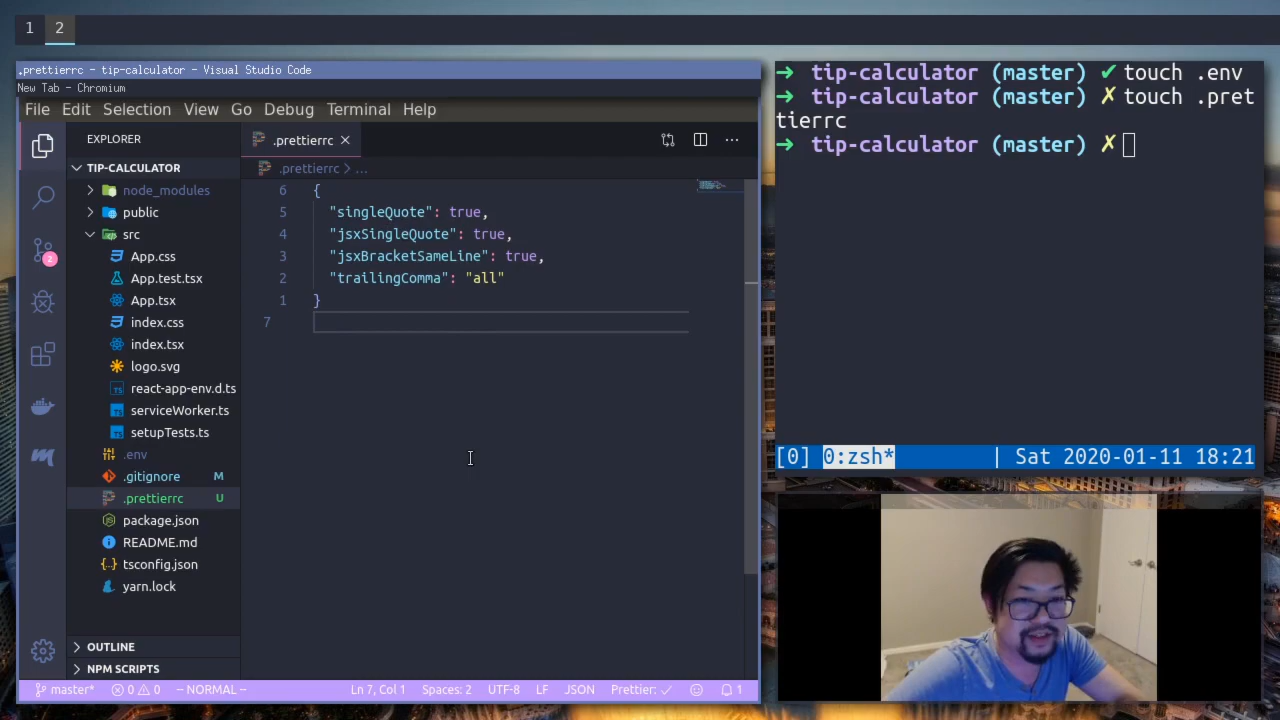 1 2
.prettierrc - tip-calculator - Visual Studio Code
New Tab - Chromium
File Edit Selection View Go Debug Terminal Help
EXPLORER
TIP-CALCULATOR
node_modules
public
src
App.css
App.test.tsx
App.tsx
index.css
index.tsx
logo.svg
react-app-env.d.ts
serviceWorker.ts
setupTests.ts
.env
.gitignore M
.prettierrc U
package.json
README.md
tsconfig.json
yarn.lock
OUTLINE
NPM SCRIPTS
2
.prettierrc ×
.prettierrc > ...
6 {
5 "singleQuote": true,
4 "jsxSingleQuote": true,
3 "jsxBracketSameLine": true,
2 "trailingComma": "all"
1 }
7
master* 0 0 -- NORMAL -- Ln 7, Col 1 Spaces: 2 UTF-8 LF JSON Prettier: ✓ 1
➜ tip-calculator (master) ✔ touch .env
➜ tip-calculator (master) ✗ touch .pret
tierrc
➜ tip-calculator (master) ✗
[0] 0:zsh* | Sat 2020-01-11 18:21